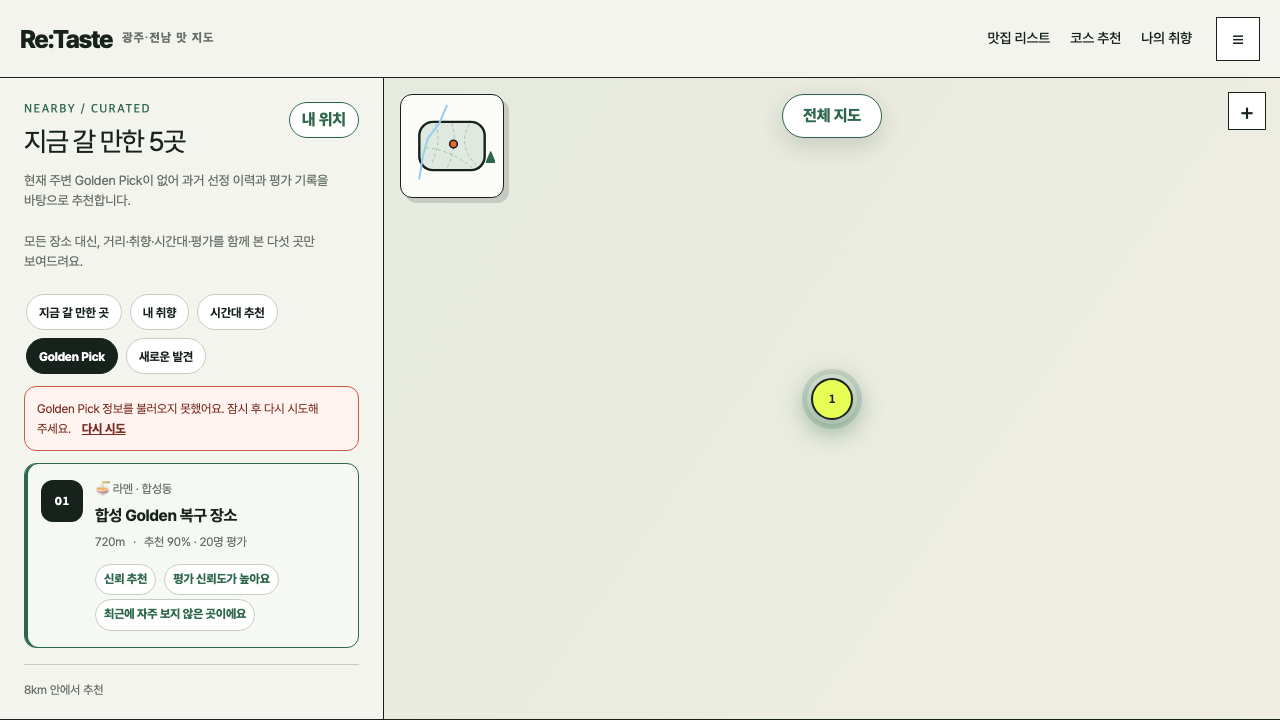 Re:Taste 광주·전남 맛 지도
맛집 리스트 코스 추천 나의 취향 ≡
NEARBY / CURATED
지금 갈 만한 5곳
내 위치
현재 주변 Golden Pick이 없어 과거 선정 이력과 평가 기록을
바탕으로 추천합니다.
모든 장소 대신, 거리·취향·시간대·평가를 함께 본 다섯 곳만
보여드려요.
지금 갈 만한 곳 내 취향 시간대 추천
Golden Pick 새로운 발견
Golden Pick 정보를 불러오지 못했어요. 잠시 후 다시 시도해
주세요. 다시 시도
01
라멘 · 합성동
합성 Golden 복구 장소
720m · 추천 90% · 20명 평가
신뢰 추천 평가 신뢰도가 높아요
최근에 자주 보지 않은 곳이에요
8km 안에서 추천
전체 지도
+
1